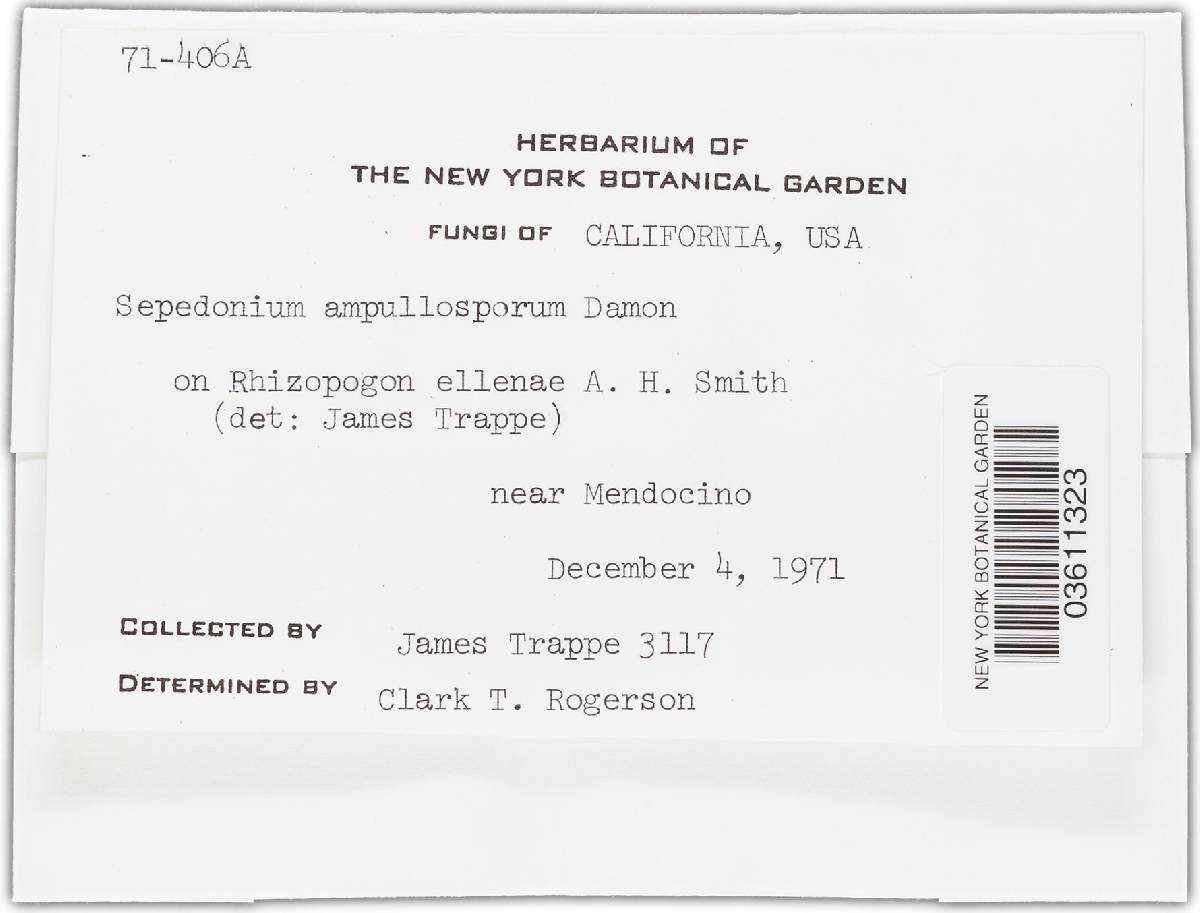 71-406A
HERBARIUM OF
THE NEW YORK BOTANICAL GARDEN
FUNGI OF CALIFORNIA, USA
Sepedonium ampullosporum Damon
on Rhizopogon ellenae A. H. Smith
(det: James Trappe)
near Mendocino
December 4, 1971
COLLECTED BY James Trappe 3117
DETERMINED BY Clark T. Rogerson
NEW YORK BOTANICAL GARDEN
03611323